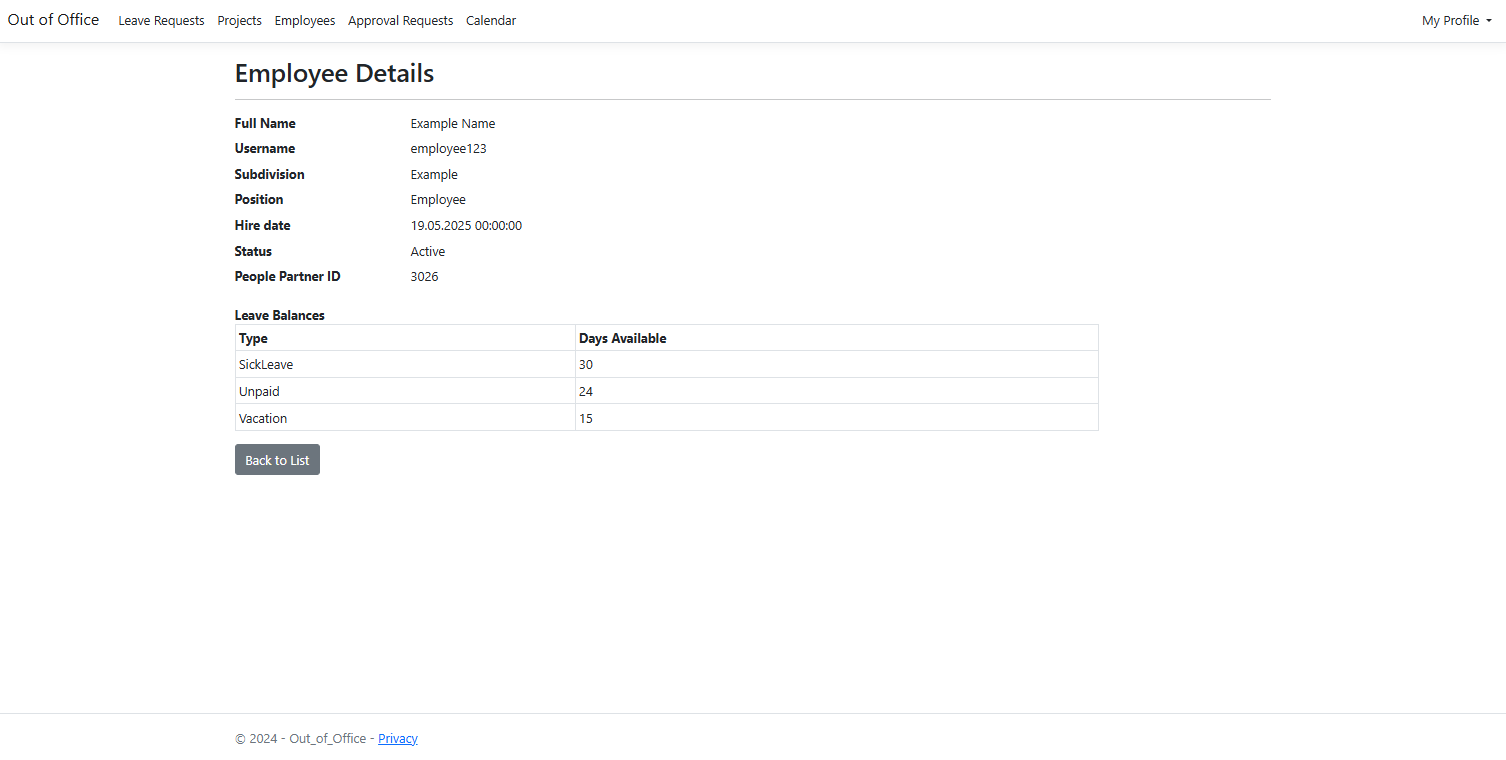 Out of Office Leave Requests Projects Employees Approval Requests Calendar My Profile
Employee Details
Full Name Example Name
Username employee123
Subdivision Example
Position Employee
Hire date 19.05.2025 00:00:00
Status Active
People Partner ID 3026
Leave Balances
Type Days Available
SickLeave 30
Unpaid 24
Vacation 15
Back to List
© 2024 - Out_of_Office - Privacy